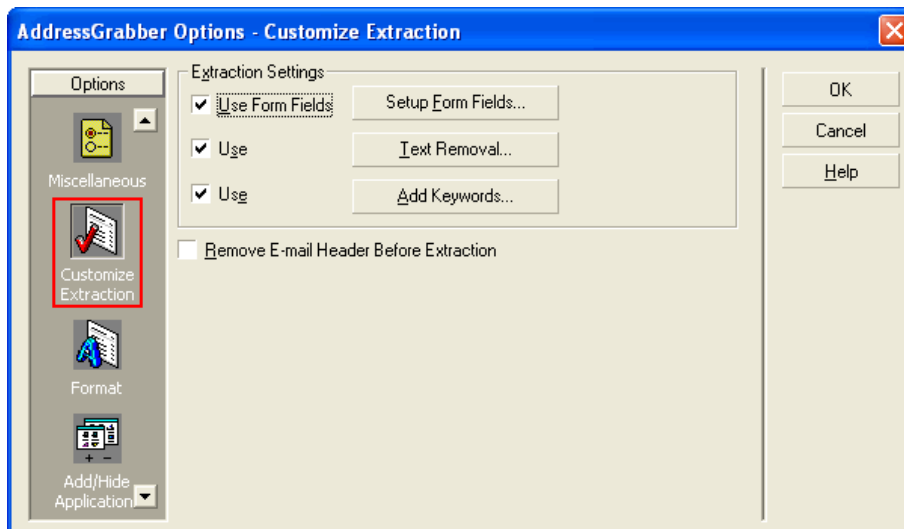 AddressGrabber Options - Customize Extraction
Options
Miscellaneous
Customize
Extraction
Format
Add/Hide
Application
Extraction Settings
Use Form Fields
Setup Form Fields...
Use
Text Removal...
Use
Add Keywords...
Remove E-mail Header Before Extraction
OK
Cancel
Help